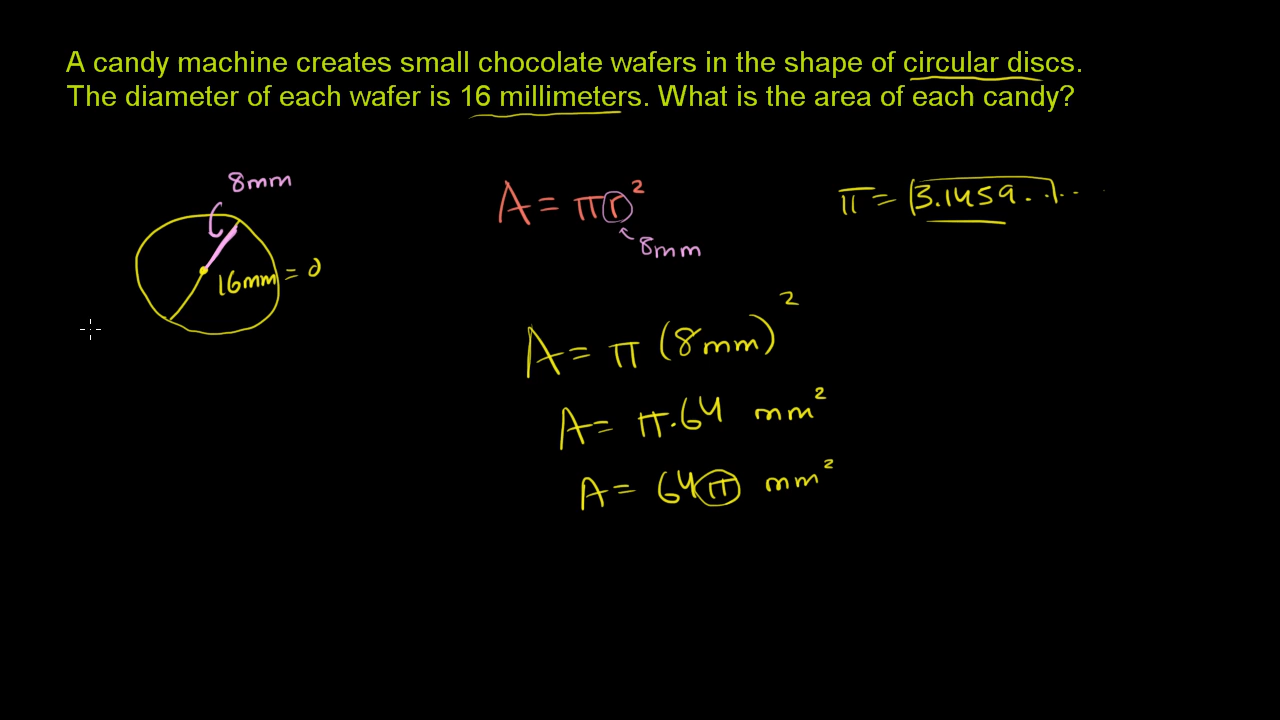 A candy machine creates small chocolate wafers in the shape of circular discs.
The diameter of each wafer is 16 millimeters. What is the area of each candy?
8mm
16mm = d
A = πr²
8mm
π = 3.1459...
A = π (8mm)²
A = π·64 mm²
A = 64π mm²